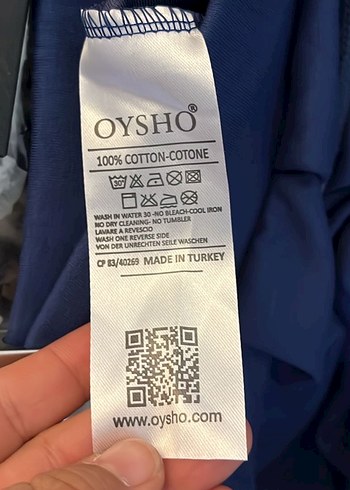 OYSHO®
100% COTTON-COTONE
30°
WASH IN WATER 30 -NO BLEACH-COOL IRON
NO DRY CLEANING- NO TUMBLER
LAVARE A REVESCIO
WASH ONE REVERSE SIDE
VON DER UNRECHTEN SEILE WASCHEN
CP 83/40269 MADE IN TURKEY
www.oysho.com